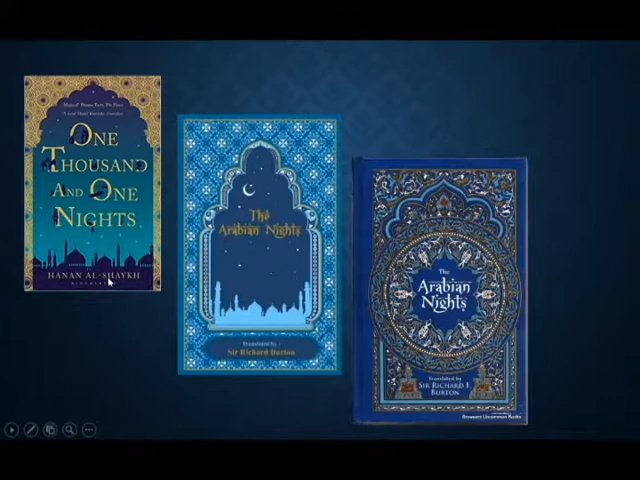 ONE
THOUSAND
AND ONE
NIGHTS
HANAN AL-SHAYKH
The
Arabian Nights
Translated by :
Sir Richard Burton
The
Arabian
Nights
Translated by
SIR RICHARD F.
BURTON